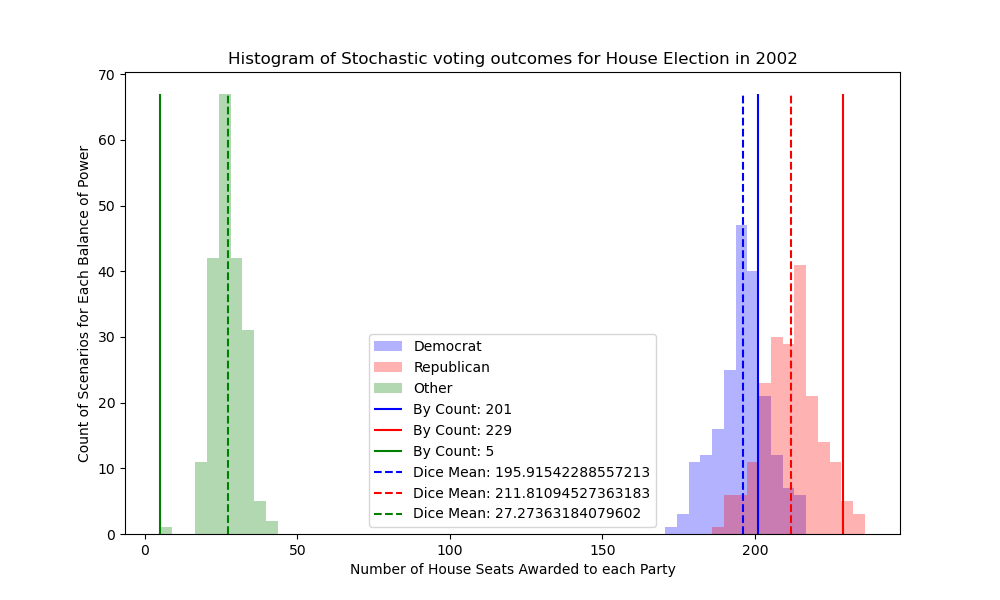 Histogram of Stochastic voting outcomes for House Election in 2002
Count of Scenarios for Each Balance of Power
70
60
50
40
30
20
10
0
Democrat
Republican
Other
By Count: 201
By Count: 229
By Count: 5
Dice Mean: 195.91542288557213
Dice Mean: 211.81094527363183
Dice Mean: 27.27363184079602
0 50 100 150 200
Number of House Seats Awarded to each Party